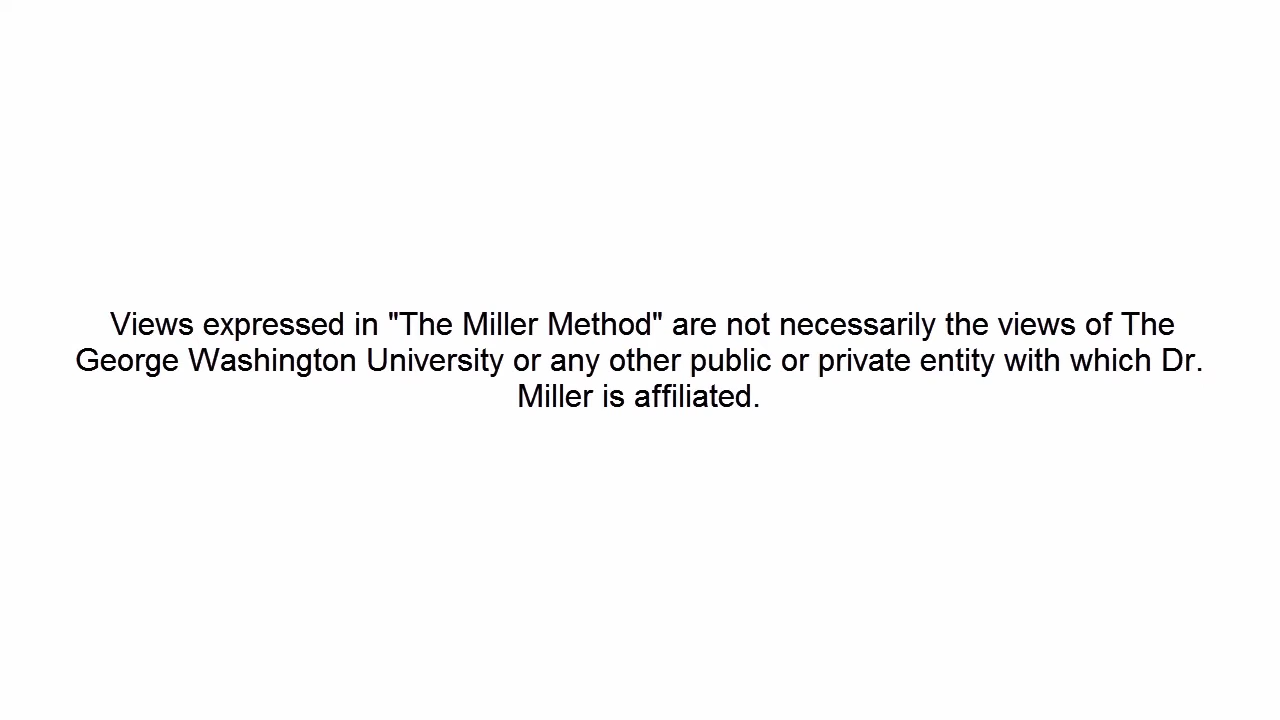 Views expressed in "The Miller Method" are not necessarily the views of The
George Washington University or any other public or private entity with which Dr.
Miller is affiliated.